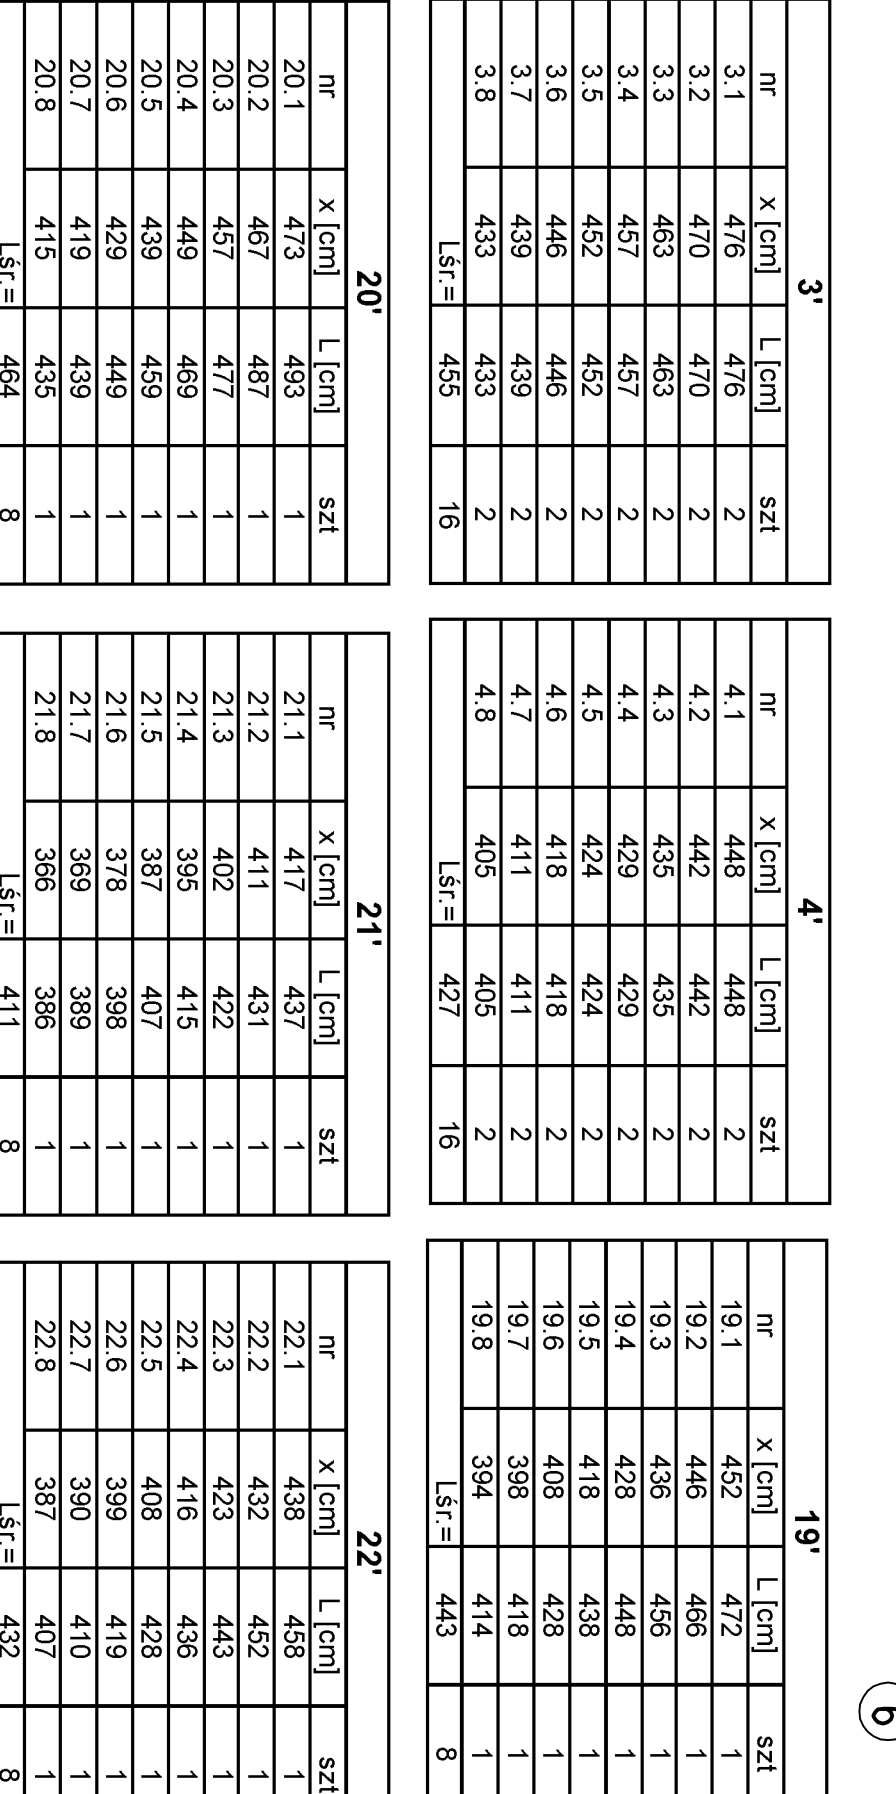 3'
nr x [cm] L [cm] szt
3.1 476 476 2
3.2 470 470 2
3.3 463 463 2
3.4 457 457 2
3.5 452 452 2
3.6 446 446 2
3.7 439 439 2
3.8 433 433 2
Lśr.= 455 16
4'
nr x [cm] L [cm] szt
4.1 448 448 2
4.2 442 442 2
4.3 435 435 2
4.4 429 429 2
4.5 424 424 2
4.6 418 418 2
4.7 411 411 2
4.8 405 405 2
Lśr.= 427 16
19'
nr x [cm] L [cm] szt
19.1 452 472 1
19.2 446 466 1
19.3 436 456 1
19.4 428 448 1
19.5 418 438 1
19.6 408 428 1
19.7 398 418 1
19.8 394 414 1
Lśr.= 443 8
20'
nr x [cm] L [cm] szt
20.1 473 493 1
20.2 467 487 1
20.3 457 477 1
20.4 449 469 1
20.5 439 459 1
20.6 429 449 1
20.7 419 439 1
20.8 415 435 1
Lśr.= 464 8
21'
nr x [cm] L [cm] szt
21.1 417 437 1
21.2 411 431 1
21.3 402 422 1
21.4 395 415 1
21.5 387 407 1
21.6 378 398 1
21.7 369 389 1
21.8 366 386 1
Lśr.= 411 8
22'
nr x [cm] L [cm] szt
22.1 438 458 1
22.2 432 452 1
22.3 423 443 1
22.4 416 436 1
22.5 408 428 1
22.6 399 419 1
22.7 390 410 1
22.8 387 407 1
Lśr.= 432 8